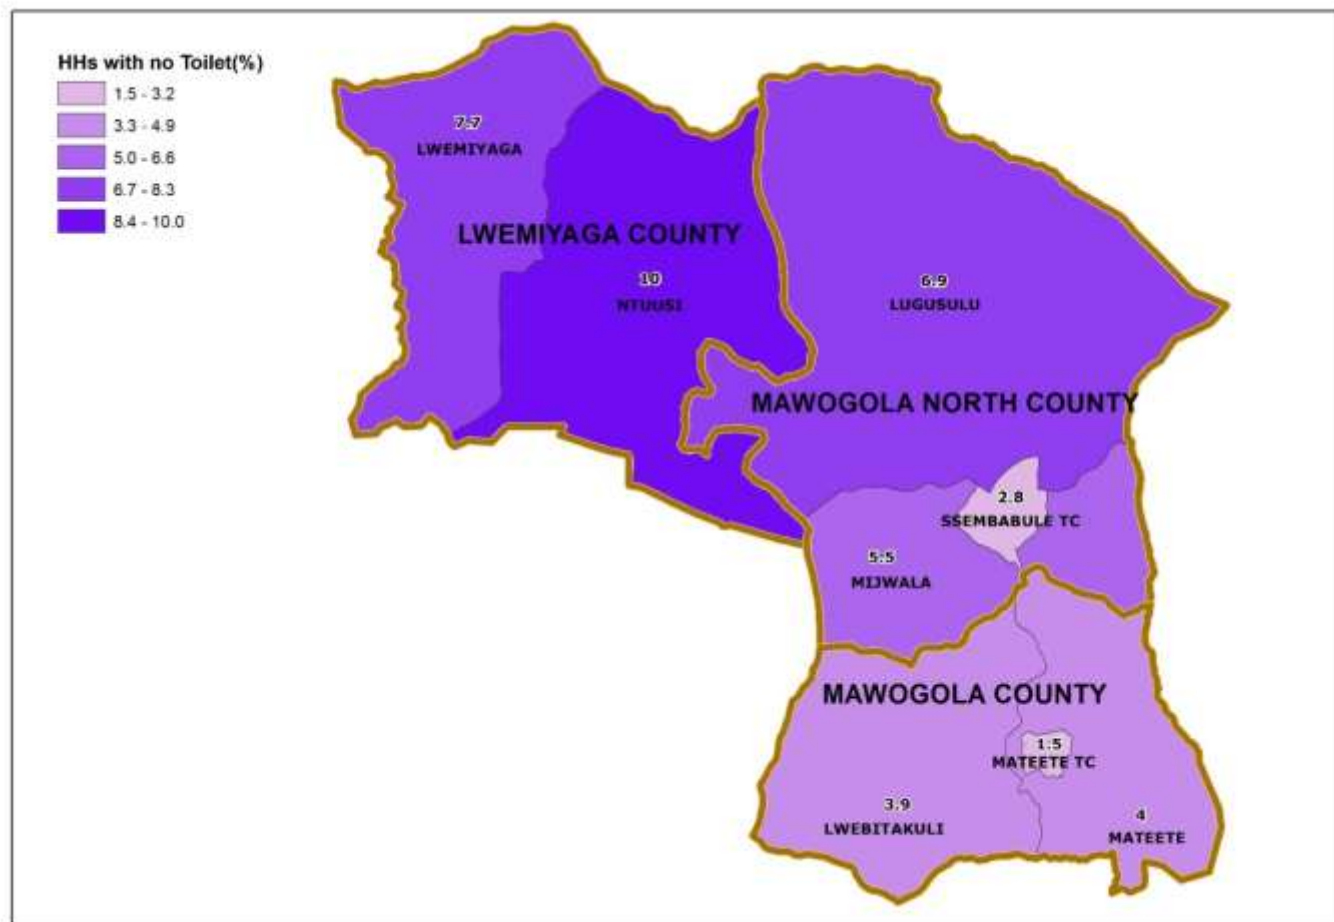 HHs with no Toilet(%)
1.5 - 3.2
3.3 - 4.9
5.0 - 6.6
6.7 - 8.3
8.4 - 10.0
7.7
LWEMIYAGA
LWEMIYAGA COUNTY
10
NTUUSI
6.9
LUGUSULU
MAWOGOLA NORTH COUNTY
2.8
SSEMBABULE TC
5.5
MIJWALA
MAWOGOLA COUNTY
1.5
MATEETE TC
3.9
LWEBITAKULI
4
MATEETE